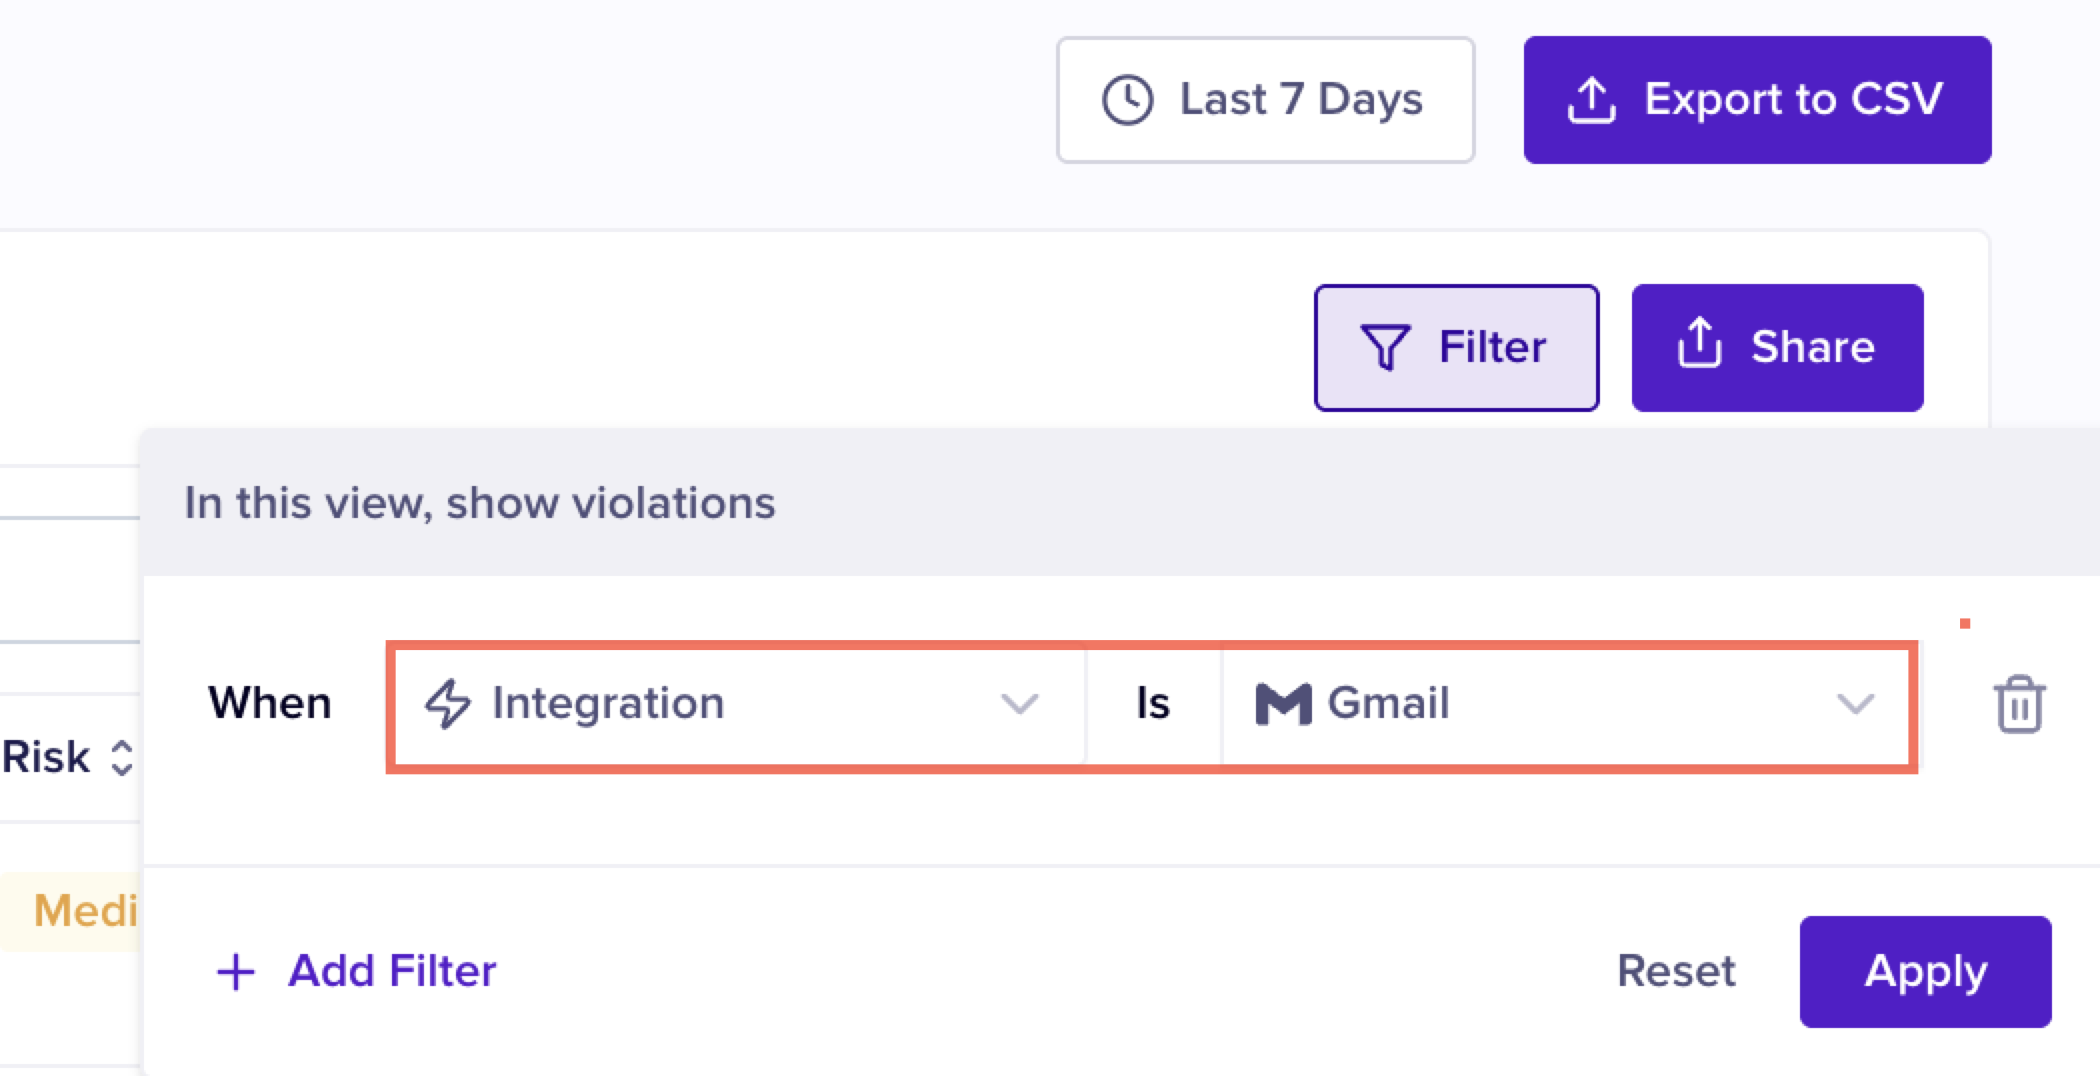 Last 7 Days
Export to CSV
Filter
Share
In this view, show violations
When Integration Is Gmail
Risk
Medi
+ Add Filter
Reset
Apply